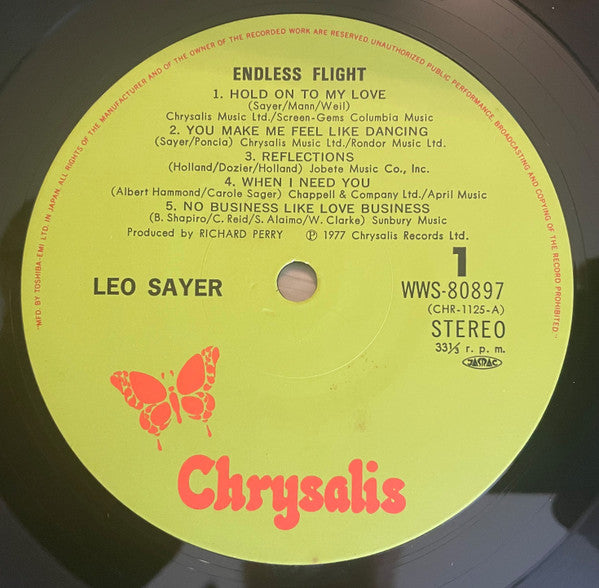 "MFD. BY TOSHIBA-EMI LTD. IN JAPAN. ALL RIGHTS OF THE MANUFACTURER AND OF THE OWNER OF THE RECORDED WORK ARE RESERVED. UNAUTHORIZED PUBLIC PERFORMANCE, BROADCASTING AND COPYING OF THE RECORD PROHIBITED."
ENDLESS FLIGHT
1. HOLD ON TO MY LOVE
(Sayer/Mann/Weil)
Chrysalis Music Ltd./Screen-Gems Columbia Music
2. YOU MAKE ME FEEL LIKE DANCING
(Sayer/Poncia) Chrysalis Music Ltd./Rondor Music Ltd.
3. REFLECTIONS
(Holland/Dozier/Holland) Jobete Music Co., Inc.
4. WHEN I NEED YOU
(Albert Hammond/Carole Sager) Chappell & Company Ltd./April Music
5. NO BUSINESS LIKE LOVE BUSINESS
(B. Shapiro/C. Reid/S. Alaimo/W. Clarke) Sunbury Music
Produced by RICHARD PERRY ℗ 1977 Chrysalis Records Ltd.
LEO SAYER
1
WWS-80897
(CHR-1125-A)
STEREO
33⅓ r. p. m.
JASRAC
Chrysalis